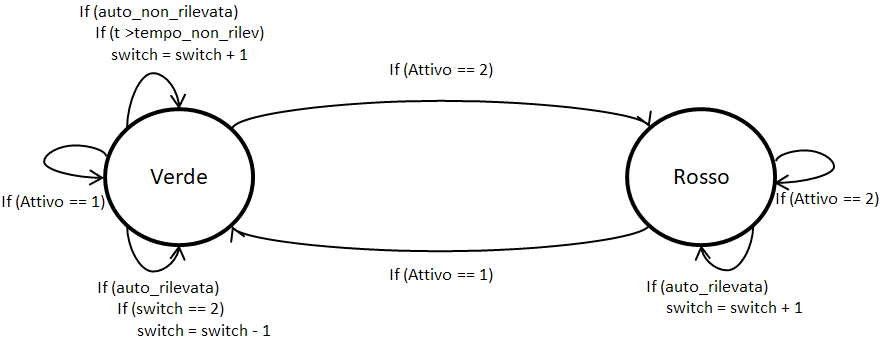 If (auto_non_rilevata)
If (t >tempo_non_rilev)
switch = switch + 1
If (Attivo == 2)
Verde
Rosso
If (Attivo == 1)
If (Attivo == 2)
If (Attivo == 1)
If (auto_rilevata)
If (switch == 2)
switch = switch - 1
If (auto_rilevata)
switch = switch + 1